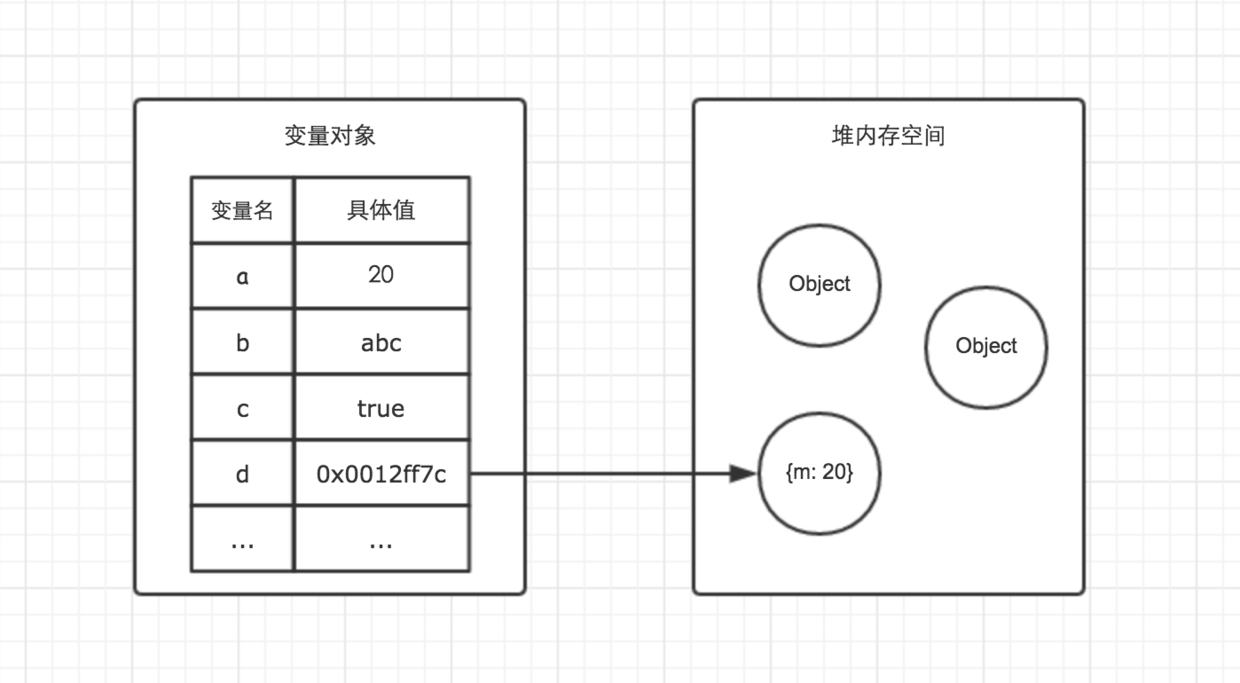 变量对象
变量名 具体值
a 20
b abc
c true
d 0x0012ff7c
... ...
堆内存空间
Object
Object
{m: 20}